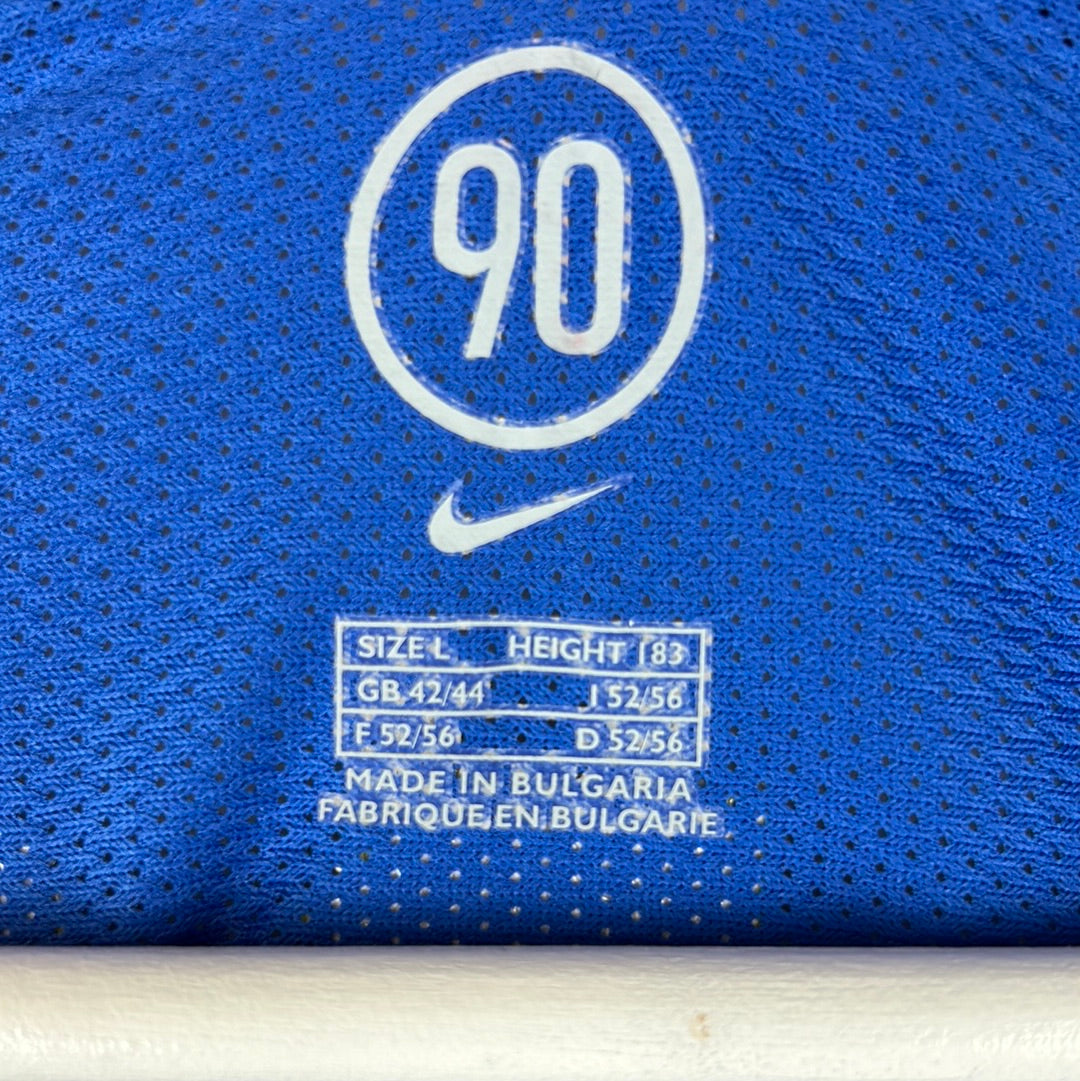 90
SIZE L HEIGHT 183
GB 42/44 I 52/56
F 52/56 D 52/56
MADE IN BULGARIA
FABRIQUE EN BULGARIE